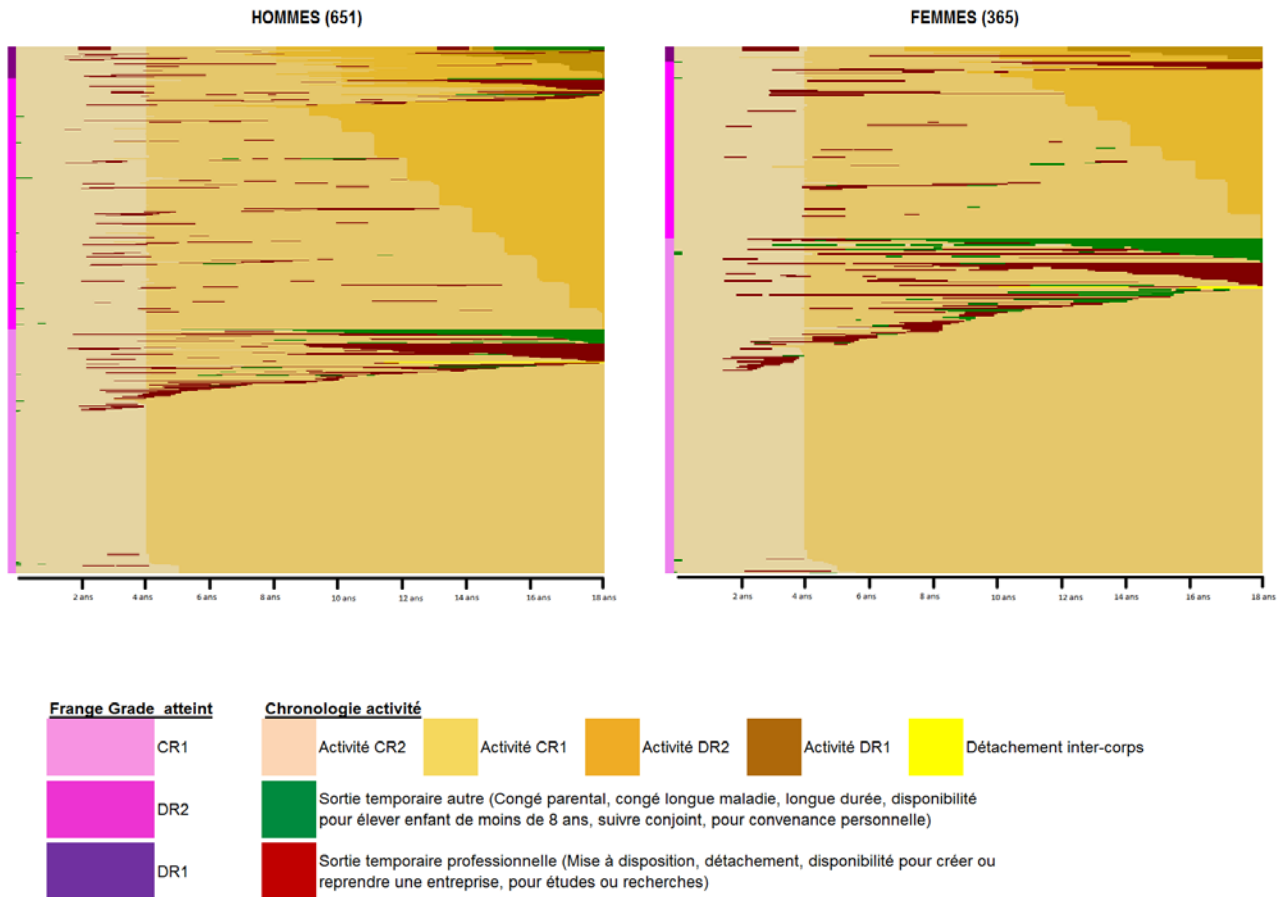 HOMMES (651)
FEMMES (365)
2 ans 4 ans 6 ans 8 ans 10 ans 12 ans 14 ans 16 ans 18 ans
2 ans 4 ans 6 ans 8 ans 10 ans 12 ans 14 ans 16 ans 18 ans
Frange Grade atteint
CR1
DR2
DR1
Chronologie activité
Activité CR2
Activité CR1
Activité DR2
Activité DR1
Détachement inter-corps
Sortie temporaire autre (Congé parental, congé longue maladie, longue durée, disponibilité
pour élever enfant de moins de 8 ans, suivre conjoint, pour convenance personnelle)
Sortie temporaire professionnelle (Mise à disposition, détachement, disponibilité pour créer ou
reprendre une entreprise, pour études ou recherches)